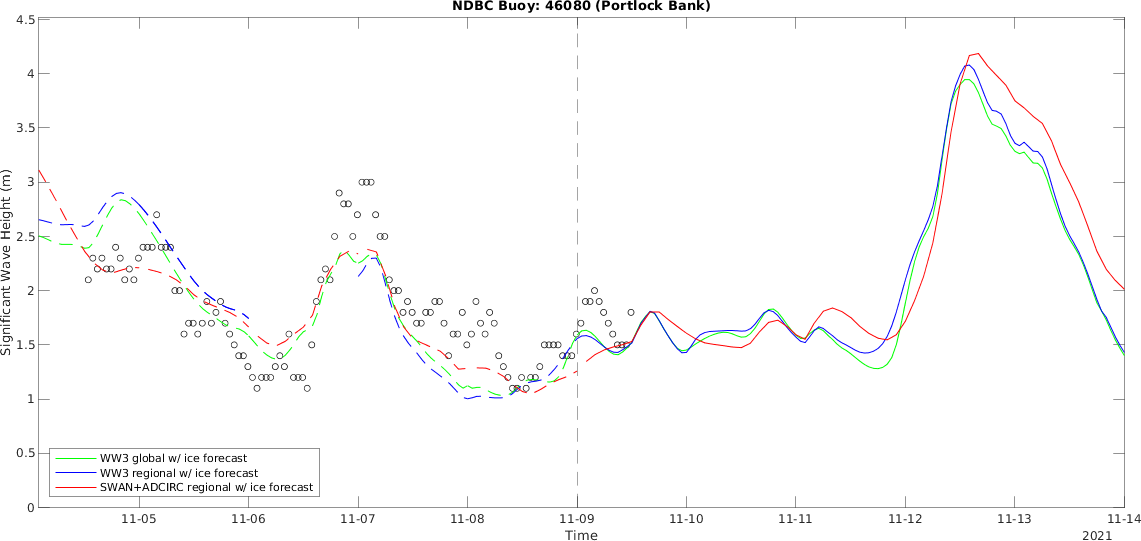 NDBC Buoy: 46080 (Portlock Bank)
4.5
4
3.5
3
2.5
2
1.5
1
0.5
0
Significant Wave Height (m)
WW3 global w/ ice forecast
WW3 regional w/ ice forecast
SWAN+ADCIRC regional w/ ice forecast
11-05 11-06 11-07 11-08 11-09 11-10 11-11 11-12 11-13 11-14
Time
2021